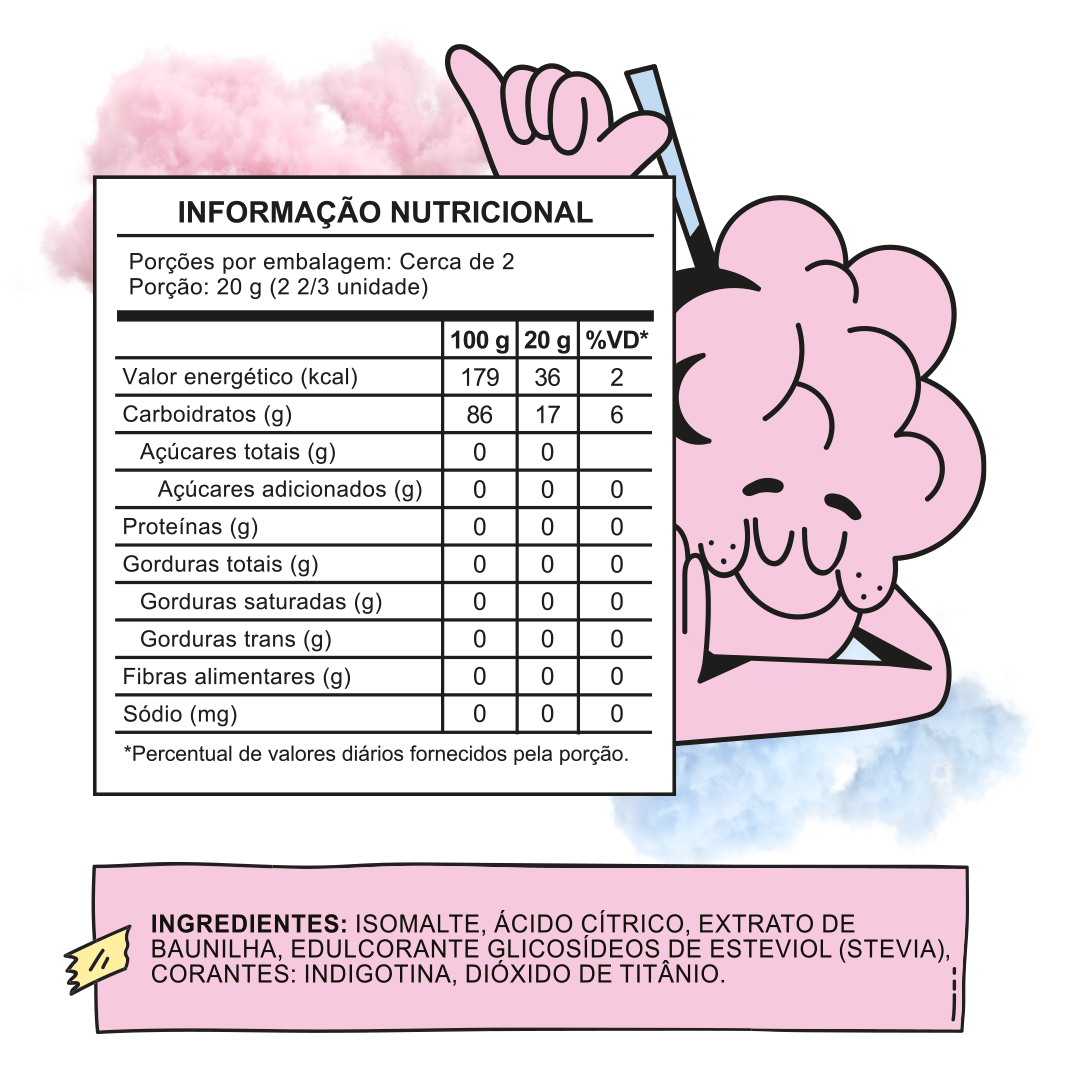 INFORMAÇÃO NUTRICIONAL
Porções por embalagem: Cerca de 2
Porção: 20 g (2 2/3 unidade)
100 g 20 g %VD*
Valor energético (kcal) 179 36 2
Carboidratos (g) 86 17 6
Açúcares totais (g) 0 0
Açúcares adicionados (g) 0 0 0
Proteínas (g) 0 0 0
Gorduras totais (g) 0 0 0
Gorduras saturadas (g) 0 0 0
Gorduras trans (g) 0 0 0
Fibras alimentares (g) 0 0 0
Sódio (mg) 0 0 0
*Percentual de valores diários fornecidos pela porção.
INGREDIENTES: ISOMALTE, ÁCIDO CÍTRICO, EXTRATO DE
BAUNILHA, EDULCORANTE GLICOSÍDEOS DE ESTEVIOL (STEVIA),
CORANTES: INDIGOTINA, DIÓXIDO DE TITÂNIO.